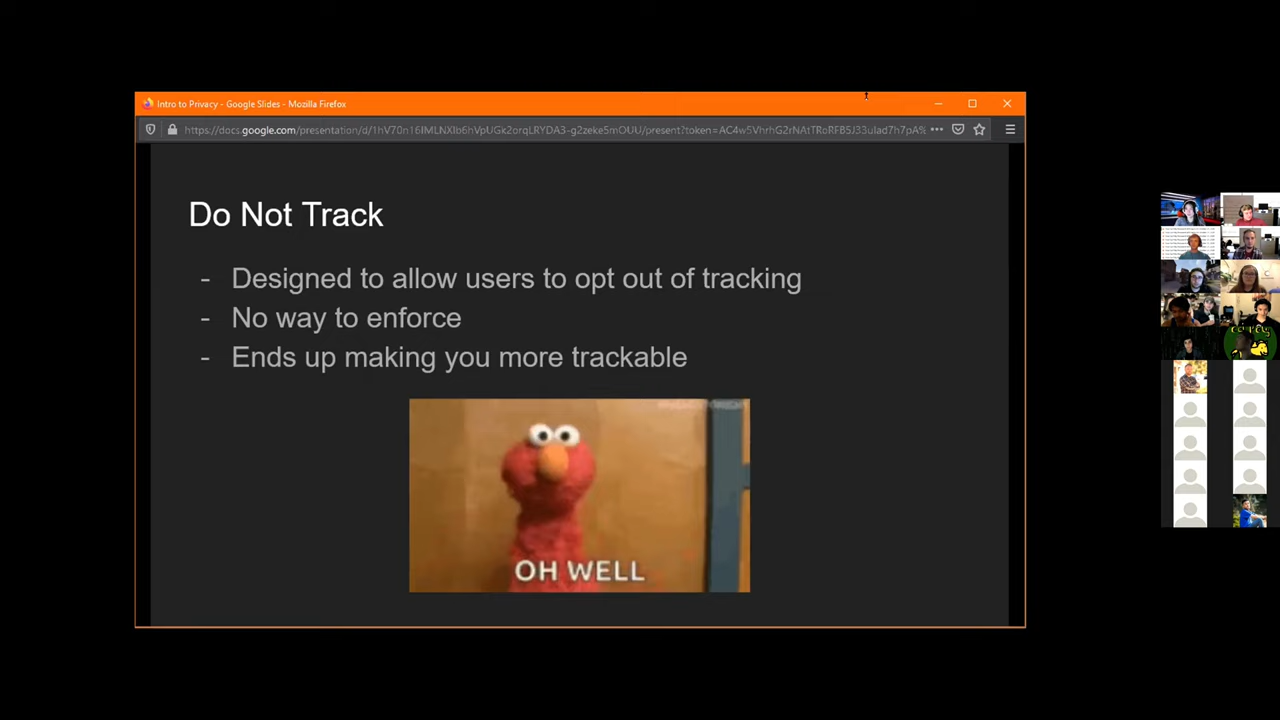 Intro to Privacy - Google Slides - Mozilla Firefox
Do Not Track
- Designed to allow users to opt out of tracking
- No way to enforce
- Ends up making you more trackable
OH WELL